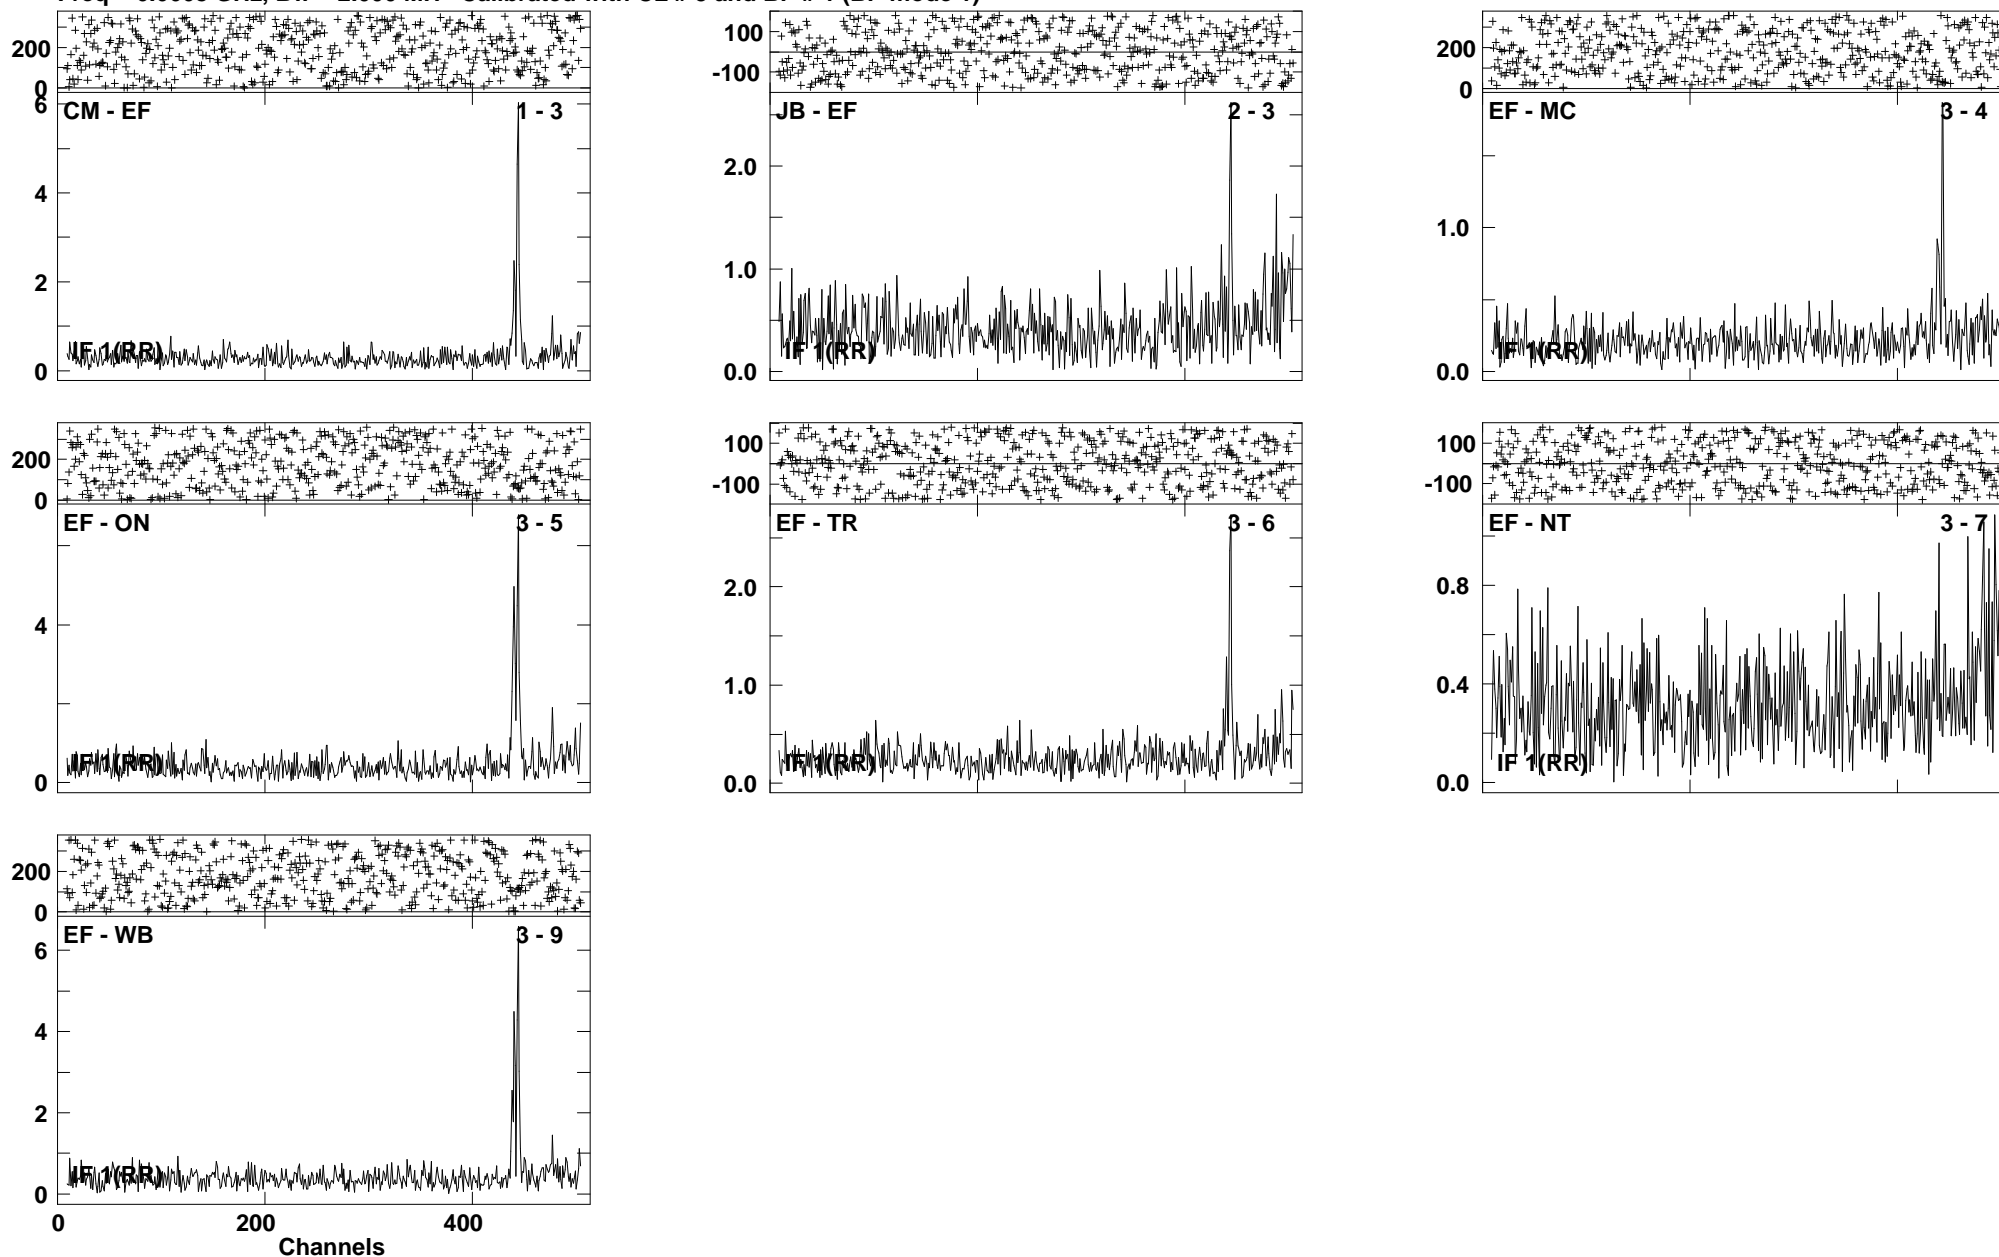 200
0
6
CM - EF
1 - 3
4
2
IF 1(RR)
0
100
-100
JB - EF
2 - 3
2.0
1.0
IF 1(RR)
0.0
200
0
EF - MC
3 - 4
1.0
IF 1(RR)
0.0
200
0
EF - ON
3 - 5
4
IF 1(RR)
0
100
-100
EF - TR
3 - 6
2.0
1.0
IF 1(RR)
0.0
100
-100
EF - NT
3 - 7
0.8
0.4
IF 1(RR)
0.0
200
0
EF - WB
3 - 9
6
4
2
IF 1(RR)
0
0 200 400
Channels